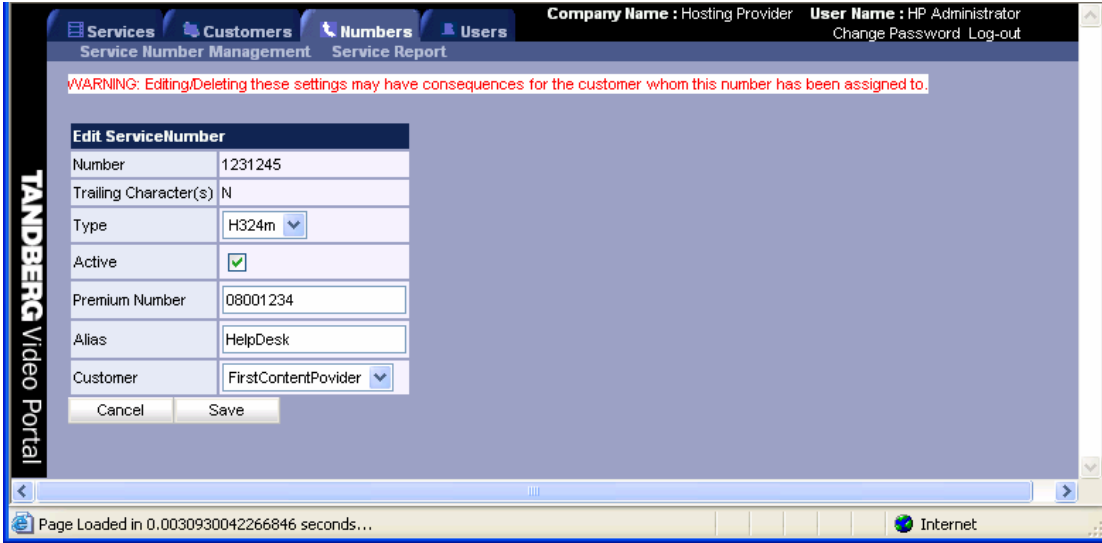 Company Name : Hosting Provider User Name : HP Administrator
Services Customers Numbers Users
Change Password Log-out
Service Number Management Service Report
WARNING: Editing/Deleting these settings may have consequences for the customer whom this number has been assigned to.
Edit ServiceNumber
Number 1231245
Trailing Character(s) N
Type H324m
Active
Premium Number 08001234
Alias HelpDesk
Customer FirstContentPovider
Cancel Save
TANDBERG Video Portal
Page Loaded in 0.0030930042266846 seconds...
Internet